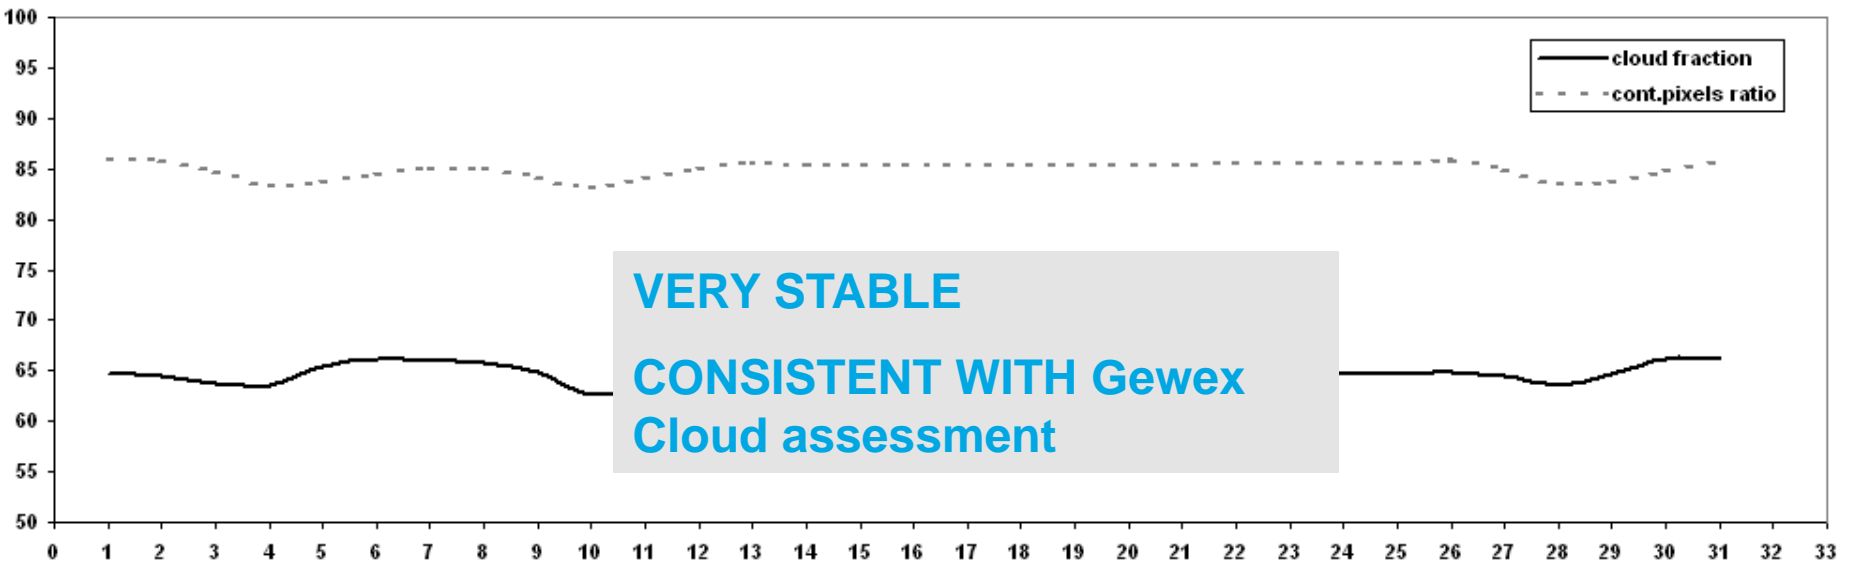 100
95
90
85
80
75
70
65
60
55
50
cloud fraction
cont.pixels ratio
VERY STABLE
CONSISTENT WITH Gewex
Cloud assessment
0 1 2 3 4 5 6 7 8 9 10 11 12 13 14 15 16 17 18 19 20 21 22 23 24 25 26 27 28 29 30 31 32 33